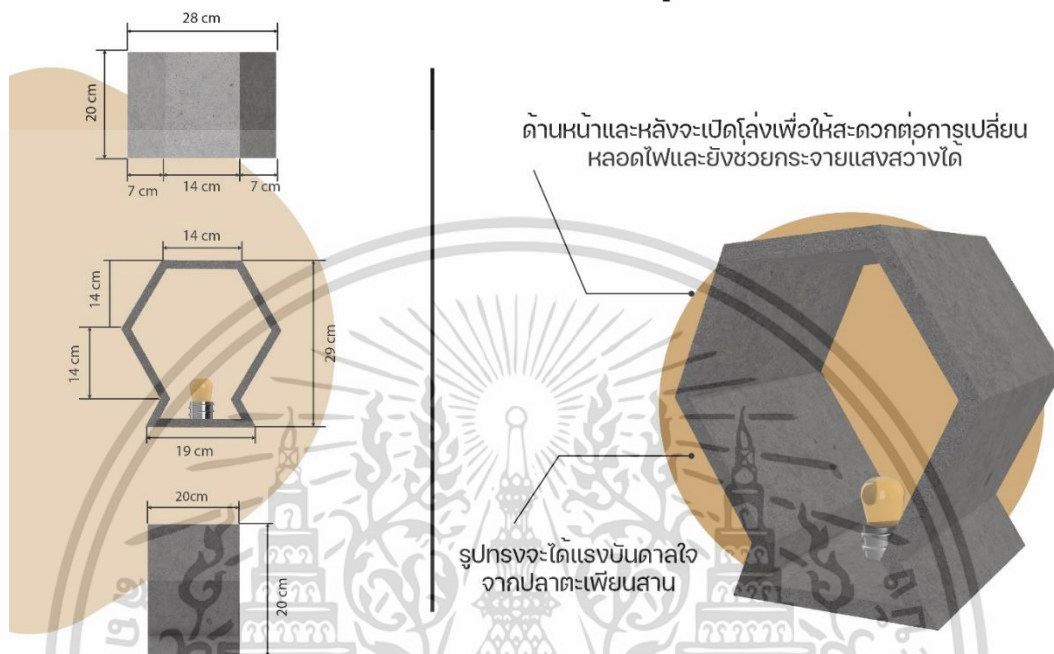 28 cm
20 cm
7 cm
14 cm
7 cm
14 cm
14 cm
14 cm
29 cm
19 cm
20cm
20 cm
ด้านหน้าและหลังจะเปิดโล่งเพื่อให้สะดวกต่อการเปลี่ยน
หลอดไฟและยังช่วยกระจายแสงสว่างได้
รูปทรงจะได้แรงบันดาลใจ
จากปลาตะเพียนสาน